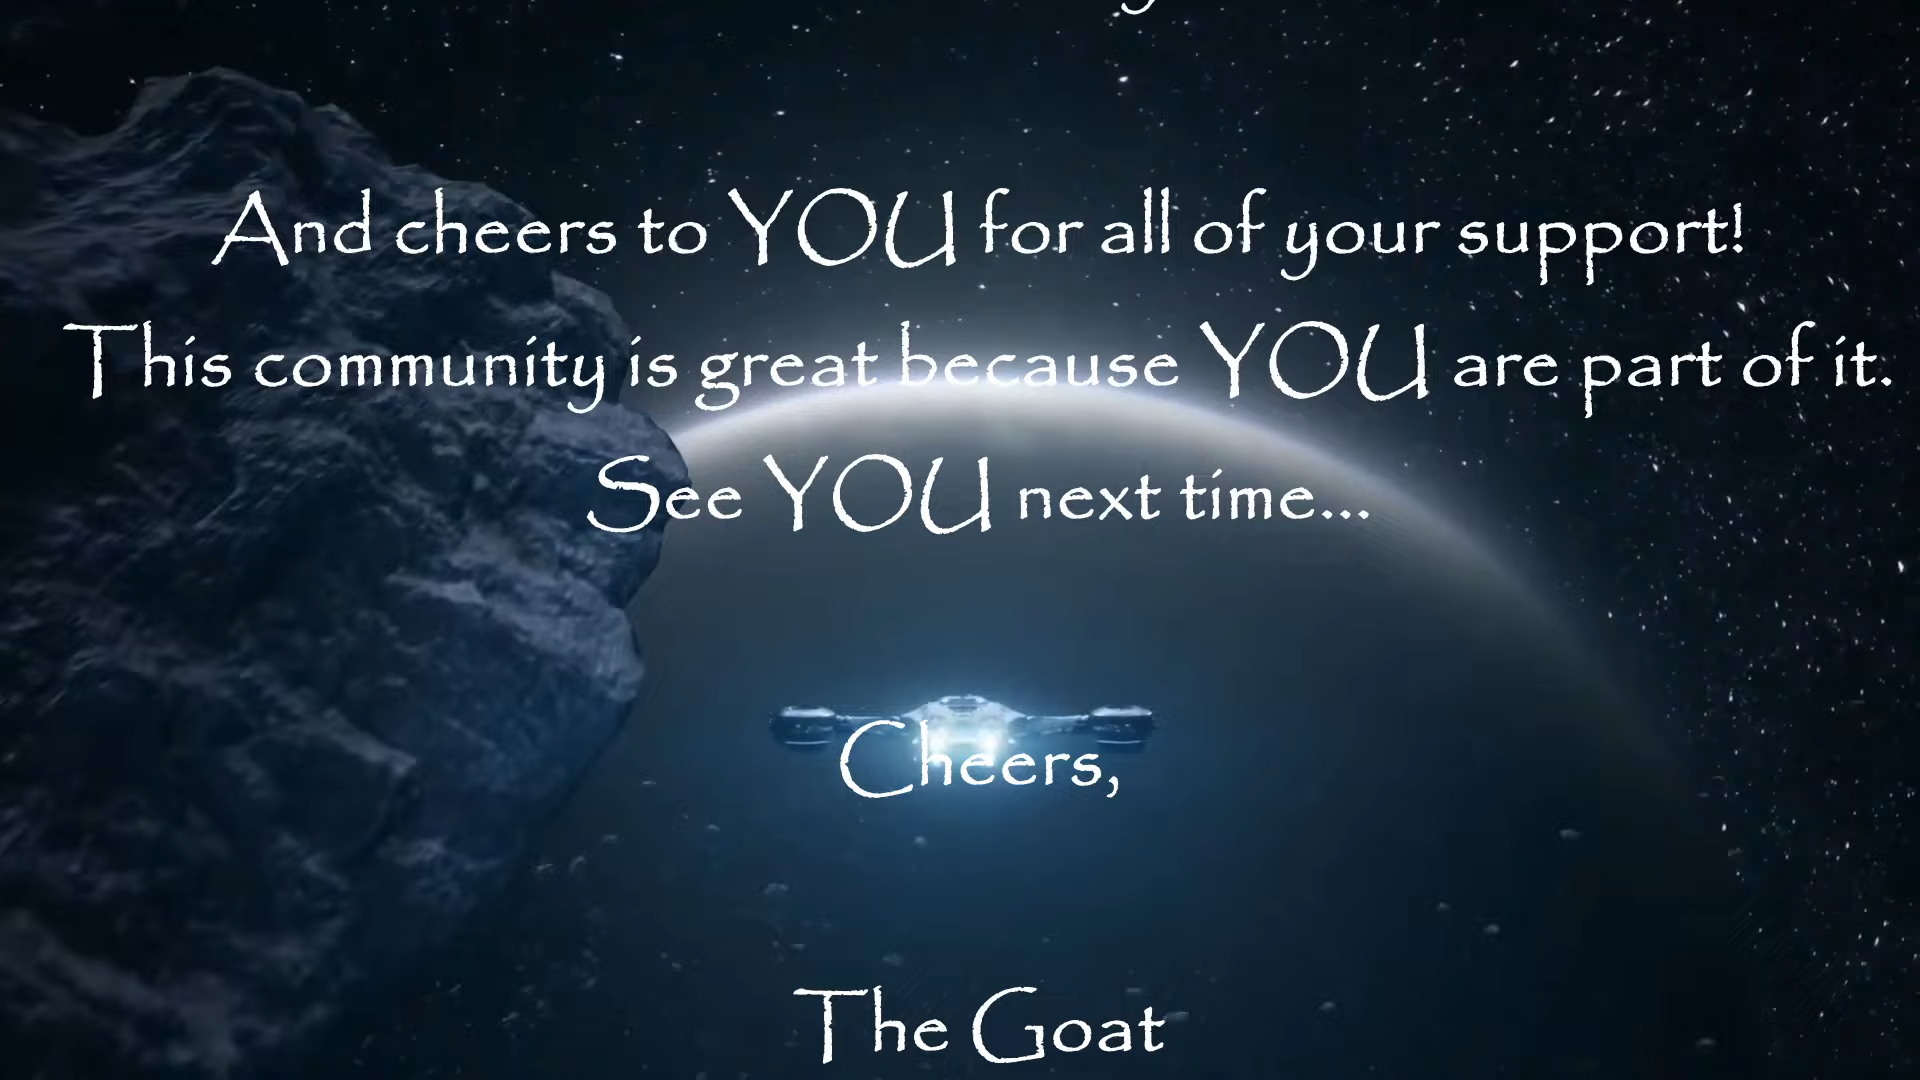 And cheers to YOU for all of your support!
This community is great because YOU are part of it.
See YOU next time...
Cheers,
The Goat